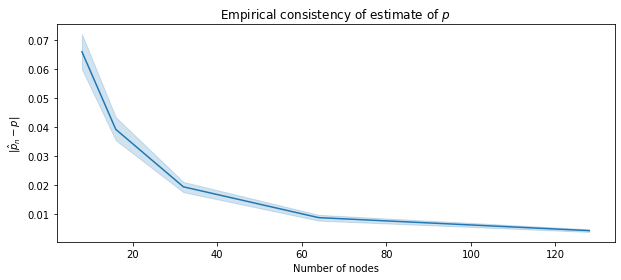 Empirical consistency of estimate of p
0.07
0.06
0.05
0.04
0.03
0.02
0.01
|p̂ₙ − p|
20 40 60 80 100 120
Number of nodes